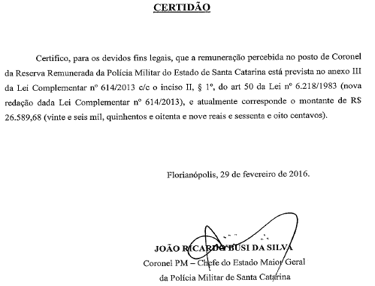 CERTIDÃO
Certifico, para os devidos fins legais, que a remuneração percebida no posto de Coronel
da Reserva Remunerada da Polícia Militar do Estado de Santa Catarina está prevista no anexo III
da Lei Complementar nº 614/2013 c/c o inciso II, § 1º, do art 50 da Lei nº 6.218/1983 (nova
redação dada Lei Complementar nº 614/2013), e atualmente corresponde o montante de R$
26.589,68 (vinte e seis mil, quinhentos e oitenta e nove reais e sessenta e oito centavos).
Florianópolis, 29 de fevereiro de 2016.
JOÃO RICARDO BUSI DA SILVA
Coronel PM – Chefe do Estado Maior Geral
da Polícia Militar de Santa Catarina